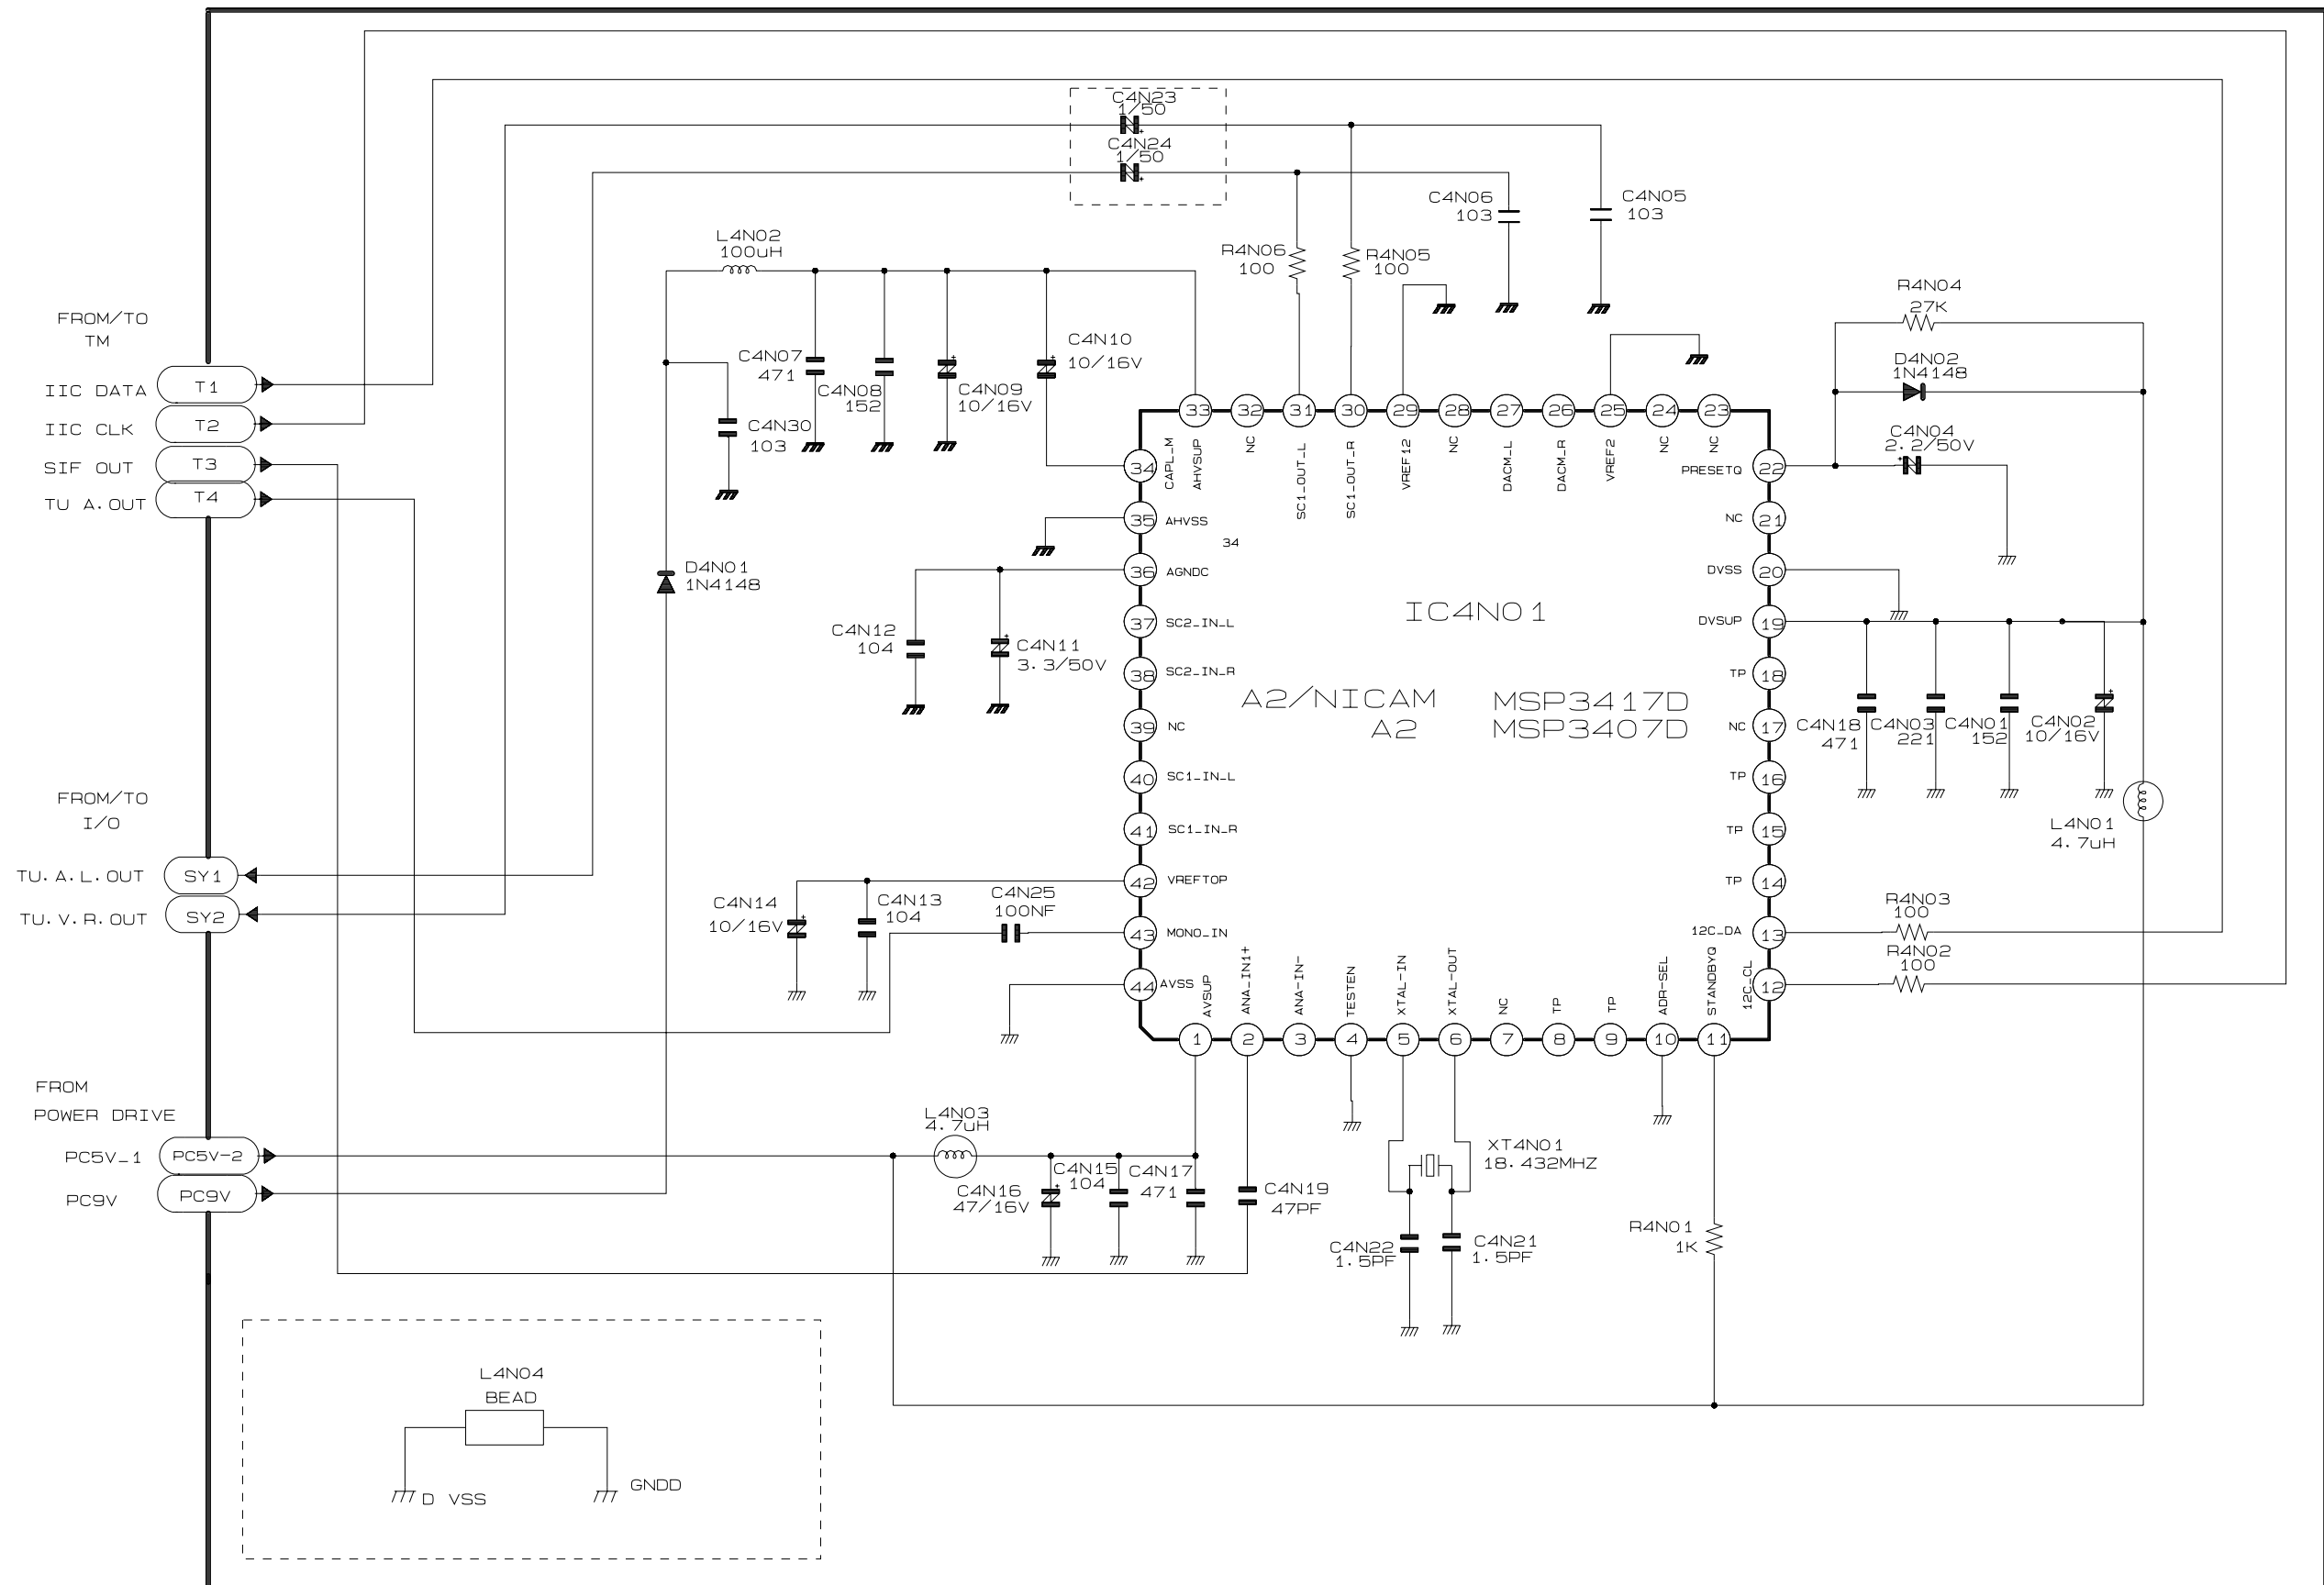 C4N23
1/50
C4N24
1/50
C4N06
103
C4N05
103
L4N02
100uH
R4N06
100
R4N05
100
R4N04
27K
FROM/TO
TM
C4N10
10/16V
C4N07
471
C4N08
152
C4N09
10/16V
D4N02
1N4148
IIC DATA
T1
IIC CLK
T2
SIF OUT
T3
TU A.OUT
T4
C4N30
103
C4N04
2.2/50V
33
32
31
30
29
28
27
26
25
24
23
AHVSUP
NC
SC1_OUT_L
SC1_OUT_R
VREF12
NC
DACM_L
DACM_R
VREF2
NC
NC
34
CAPL_M
35
AHVSS
34
36
AGNDC
37
SC2_IN_L
38
SC2_IN_R
39
NC
40
SC1_IN_L
41
SC1_IN_R
42
VREFTOP
43
MONO_IN
44
AVSS
PRESETQ
22
NC
21
DVSS
20
DVSUP
19
TP
18
NC
17
TP
16
TP
15
TP
14
12C_DA
13
12C_CL
12
IC4N01
A2/NICAM MSP3417D
A2 MSP3407D
D4N01
1N4148
C4N12
104
C4N11
3.3/50V
C4N18
471
C4N03
221
C4N01
152
C4N02
10/16V
L4N01
4.7uH
FROM/TO
I/O
TU.A.L.OUT
SY1
TU.V.R.OUT
SY2
C4N14
10/16V
C4N13
104
C4N25
100NF
R4N03
100
R4N02
100
AVSUP
ANA_IN1+
ANA-IN-
TESTEN
XTAL-IN
XTAL-OUT
NC
TP
TP
ADR-SEL
STANDBYQ
1
2
3
4
5
6
7
8
9
10
11
FROM
POWER DRIVE
PC5V_1
PC5V-2
PC9V
PC9V
L4N03
4.7uH
C4N16
47/16V
C4N15
104
C4N17
471
C4N19
47PF
XT4N01
18.432MHZ
C4N22
1.5PF
C4N21
1.5PF
R4N01
1K
L4N04
BEAD
D VSS
GNDD